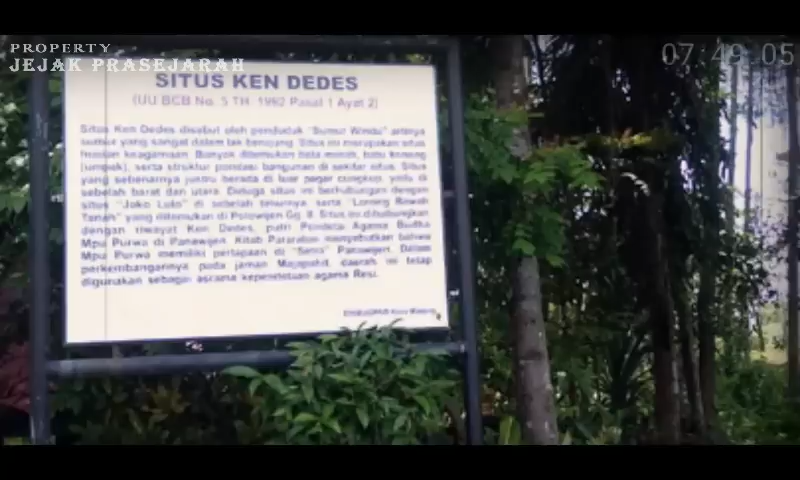 PROPERTY
JEJAK PRASEJARAH
07:49:05
SITUS KEN DEDES
(UU BCB No. 5 TH. 1992 Pasal 1 Ayat 2)
Situs Ken Dedes disebut oleh penduduk "Sumur Windu" artinya
sumur yang sangat dalam tak Situs ini merupakan situs
keagamaan. Banyak ditemukan bata merah, batu
(umpak), serta struktur pondasi bangunan di sekitar situs. Situs
yang sebenarnya justru berada di luar pagar cungkup, yaitu di
sebelah barat dan utara. Diduga situs ini berhubungan dengan
situs "Joko Lulo" di sebelah timurnya serta "Lorong Bawah
Tanah" yang ditemukan di Polowijen Gg. II. Situs ini dihubungkan
dengan riwayat Ken Dedes, putri Pendeta Agama Budha
Mpu Purwa di Panawijen. Kitab Pararaton menyebutkan bahwa
Mpu Purwa memiliki pertapaan di Panawijen. Dalam
perkembangannya pada jaman Majapahit, daerah ini tetap
digunakan sebagai asrama kependetaan agama Resi.